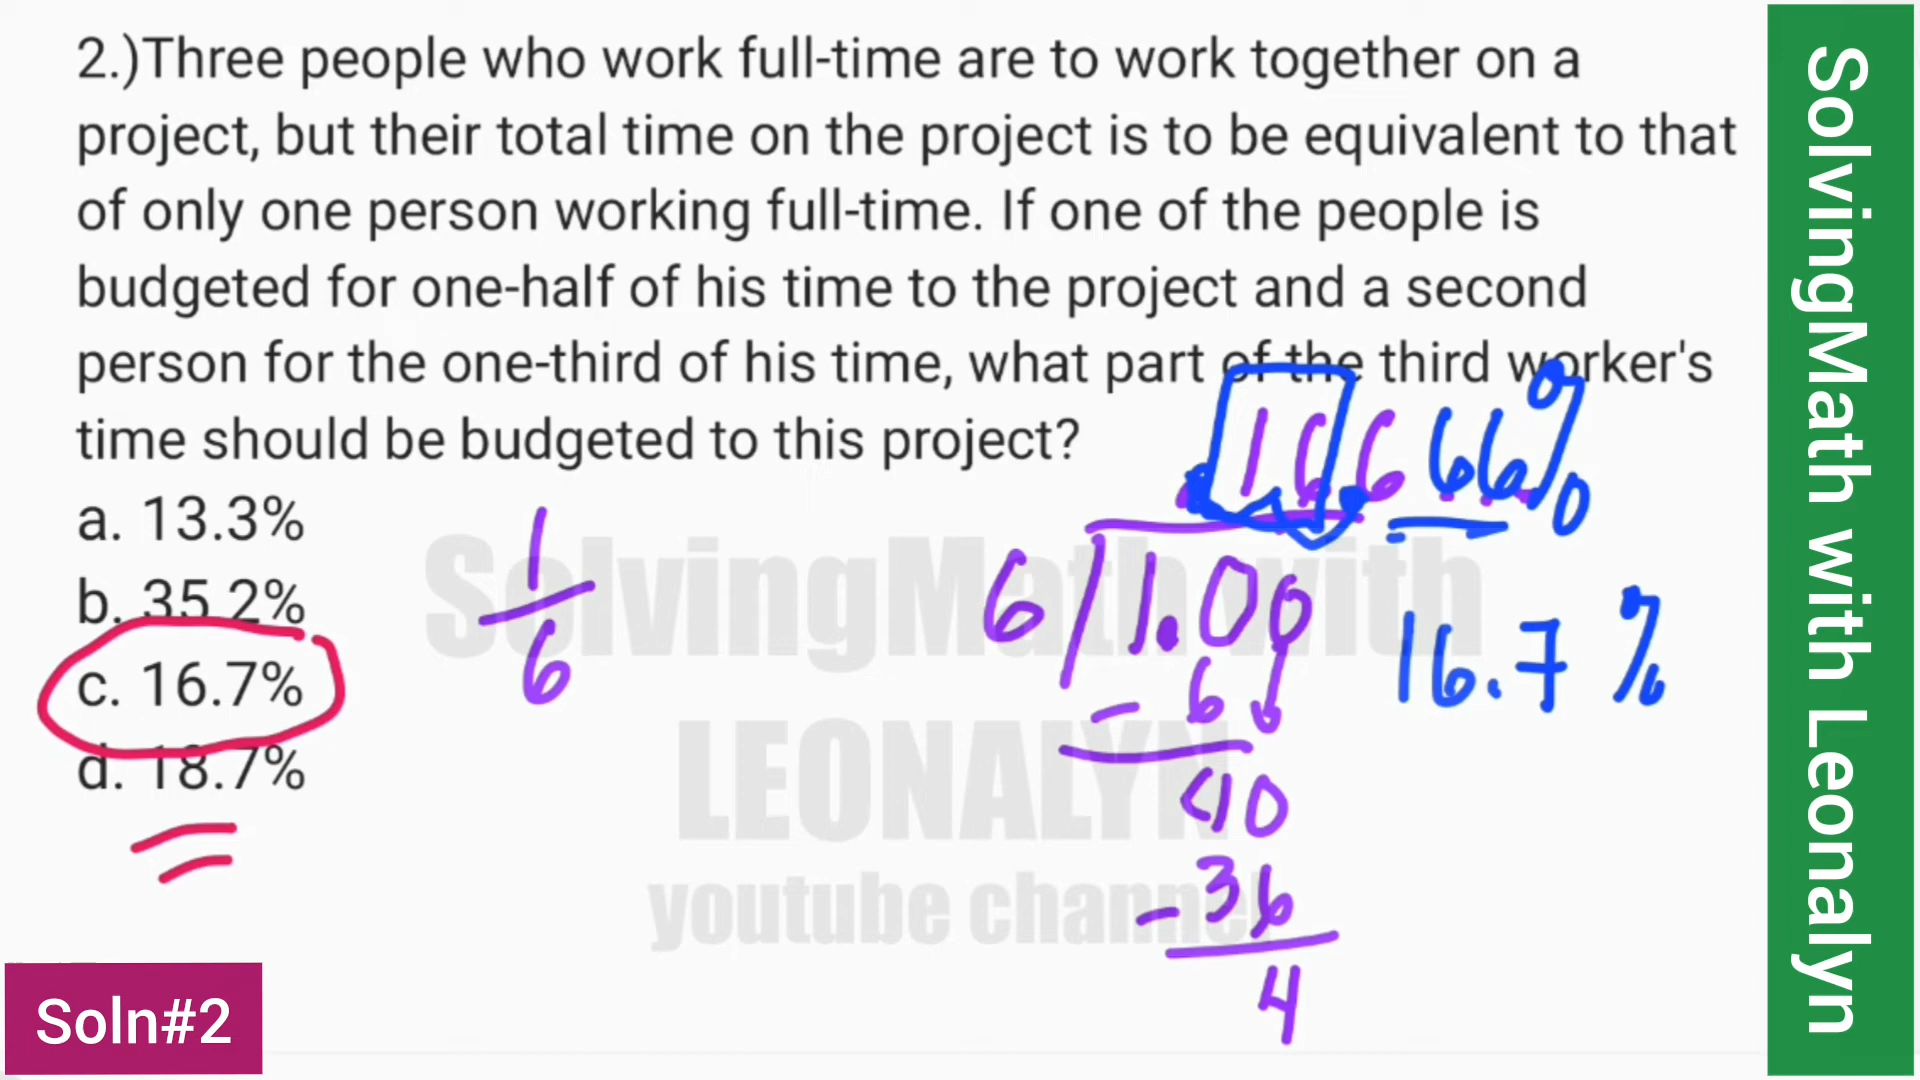 2.)Three people who work full-time are to work together on a
project, but their total time on the project is to be equivalent to that
of only one person working full-time. If one of the people is
budgeted for one-half of his time to the project and a second
person for the one-third of his time, what part of the third worker's
time should be budgeted to this project?
a. 13.3%
b. 35.2%
c. 16.7%
d. 18.7%
1
6
.16666%
6 1.00
- 6
40
-36
4
16.7 %
SolvingMath with
LEONALYN
youtube channel
Soln#2
SolvingMath with Leonalyn